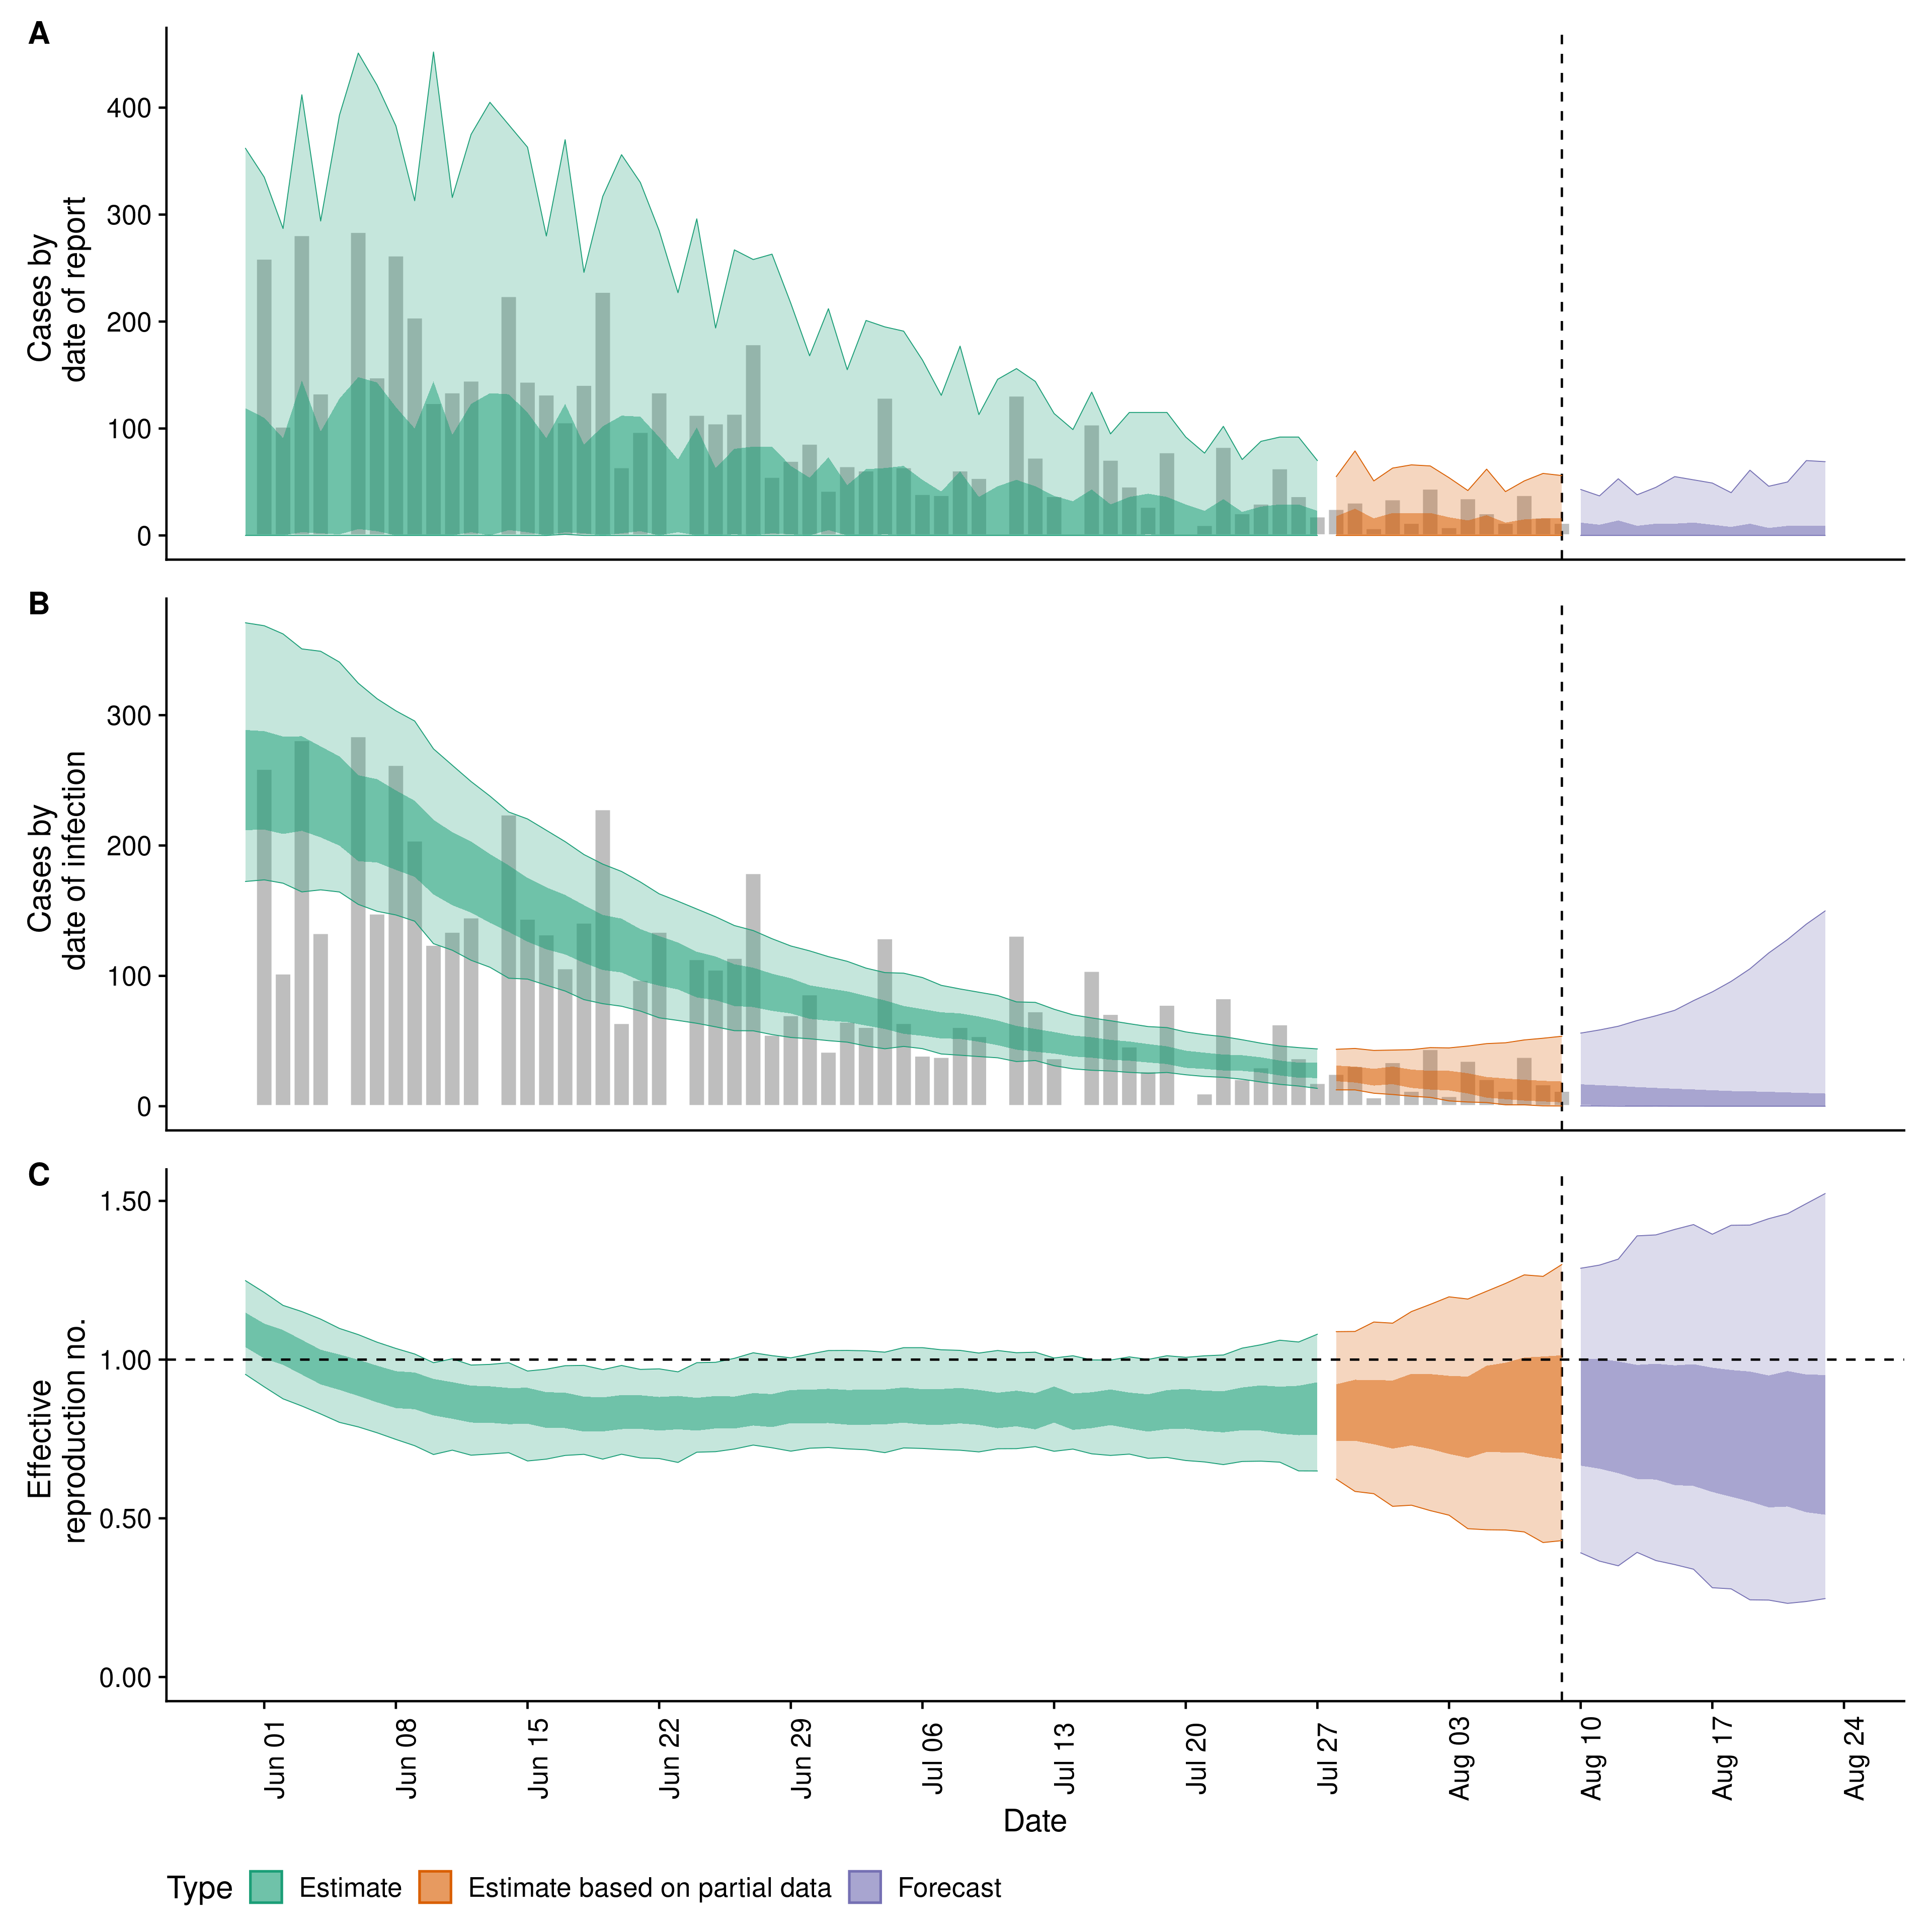 A
Cases by
date of report
400
300
200
100
0
B
Cases by
date of infection
300
200
100
0
C
Effective
reproduction no.
1.50
1.00
0.50
0.00
Jun 01
Jun 08
Jun 15
Jun 22
Jun 29
Jul 06
Jul 13
Jul 20
Jul 27
Aug 03
Aug 10
Aug 17
Aug 24
Date
Type Estimate Estimate based on partial data Forecast